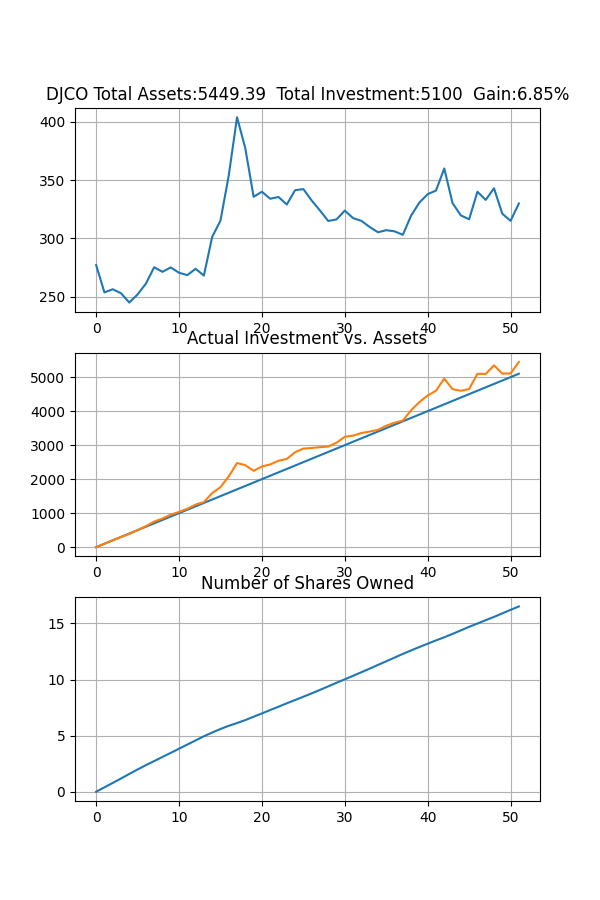 DJCO Total Assets:5449.39  Total Investment:5100  Gain:6.85%
400
350
300
250
0 10 20 30 40 50
Actual Investment vs. Assets
5000
4000
3000
2000
1000
0
0 10 20 30 40 50
Number of Shares Owned
15
10
5
0
0 10 20 30 40 50